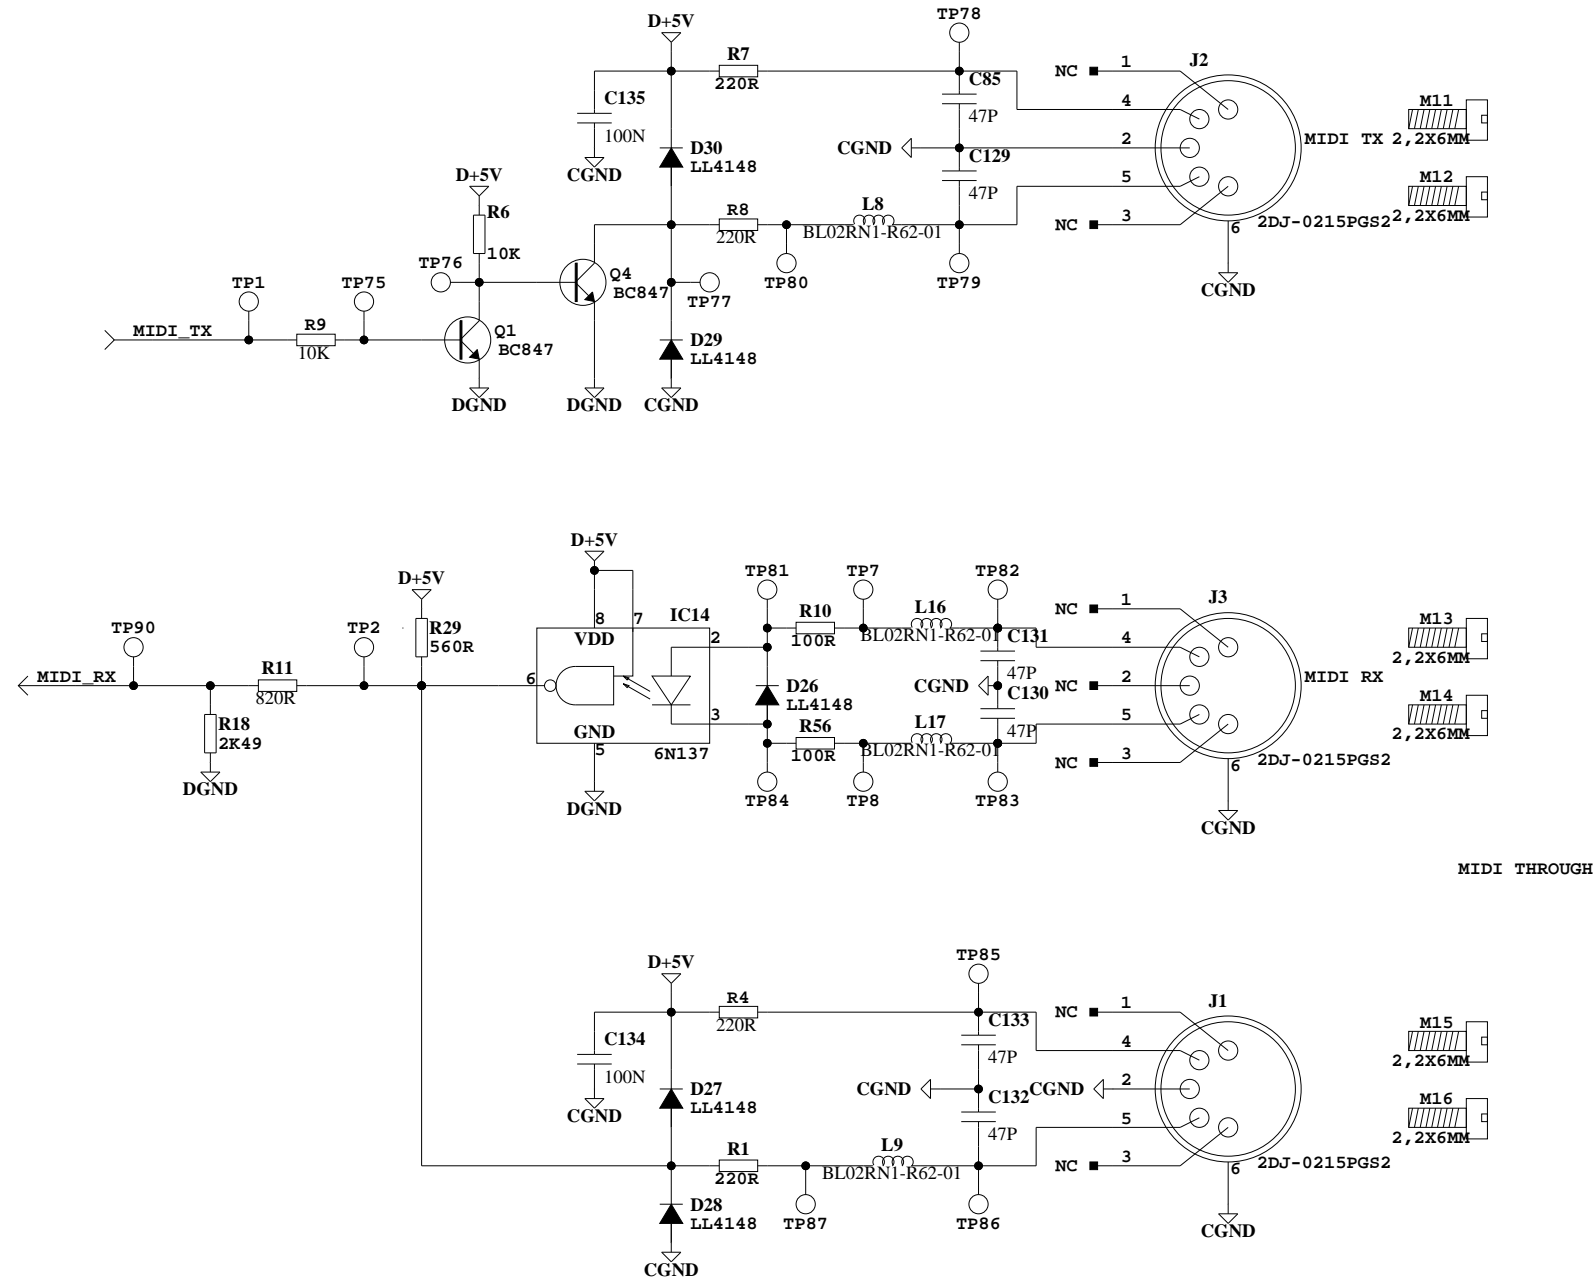 D+5V
TP78
R7
220R
C135
100N
CGND
C85
47P
NC
1
J2
4
CGND
2
C129
47P
5
NC
3
6
MIDI TX
2DJ-0215PGS2
CGND
M11
2,2X6MM
M12
2,2X6MM
D30
LL4148
D+5V
R6
10K
R8
220R
L8
BL02RN1-R62-01
TP80
TP79
TP76
Q4
BC847
TP77
TP1
TP75
MIDI_TX
R9
10K
Q1
BC847
D29
LL4148
DGND
DGND
CGND
D+5V
D+5V
TP81
TP7
TP82
TP90
TP2
R29
560R
8
7
IC14
VDD
2
R10
100R
L16
BL02RN1-R62-01
C131
47P
NC
1
J3
4
M13
2,2X6MM
MIDI_RX
R11
820R
6
D26
LL4148
CGND
C130
47P
NC
2
MIDI RX
M14
2,2X6MM
R18
2K49
DGND
GND
3
5
6N137
DGND
R56
100R
L17
BL02RN1-R62-01
5
NC
3
6
2DJ-0215PGS2
TP84
TP8
TP83
CGND
MIDI THROUGH
D+5V
TP85
R4
220R
NC
1
J1
C134
100N
CGND
C133
47P
4
M15
2,2X6MM
D27
LL4148
CGND
C132
47P
CGND
2
M16
2,2X6MM
5
R1
220R
L9
BL02RN1-R62-01
NC
3
6
2DJ-0215PGS2
D28
LL4148
TP87
TP86
CGND
CGND